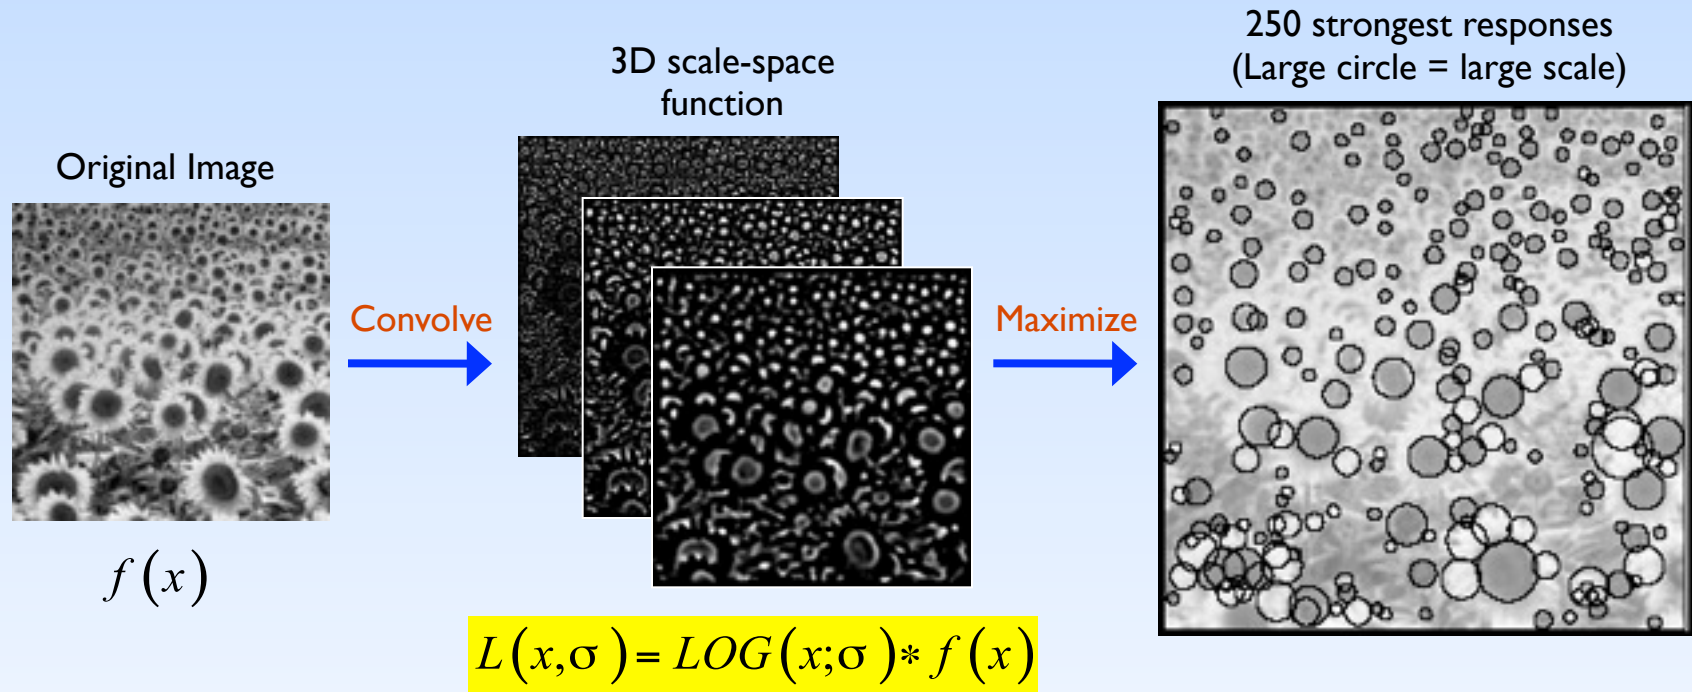 Original Image
f(x)
Convolve
3D scale-space
function
L(x,σ) = LOG(x;σ)* f(x)
Maximize
250 strongest responses
(Large circle = large scale)